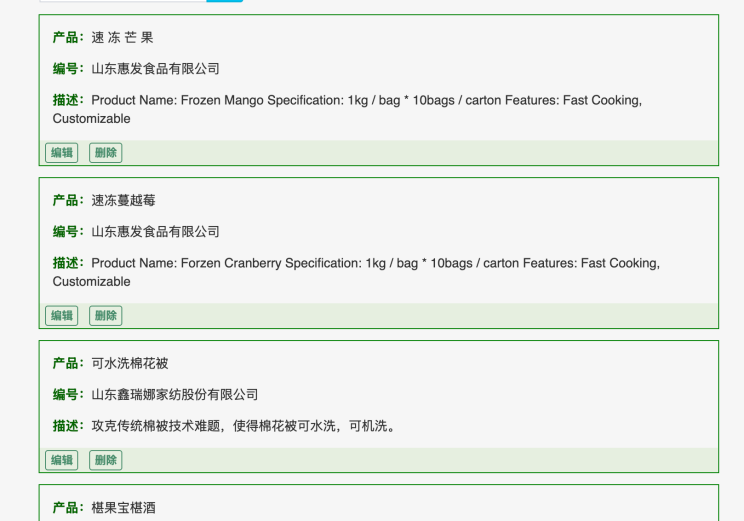 产品：速 冻 芒 果
编号：山东惠发食品有限公司
描述：Product Name: Frozen Mango Specification: 1kg / bag * 10bags / carton Features: Fast Cooking,
Customizable
编辑 删除
产品：速冻蔓越莓
编号：山东惠发食品有限公司
描述：Product Name: Forzen Cranberry Specification: 1kg / bag * 10bags / carton Features: Fast Cooking,
Customizable
编辑 删除
产品：可水洗棉花被
编号：山东鑫瑞娜家纺股份有限公司
描述：攻克传统棉被技术难题，使得棉花被可水洗，可机洗。
编辑 删除
产品：椹果宝椹酒